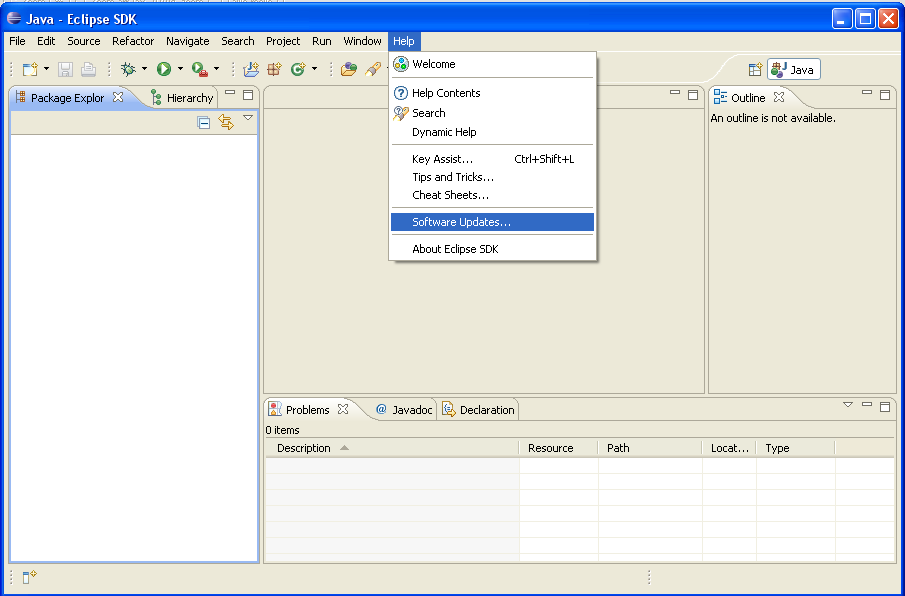 Java - Eclipse SDK
File Edit Source Refactor Navigate Search Project Run Window Help
Java
Package Explor
Hierarchy
Welcome
Help Contents
Search
Dynamic Help
Key Assist... Ctrl+Shift+L
Tips and Tricks...
Cheat Sheets...
Software Updates...
About Eclipse SDK
Outline
An outline is not available.
Problems @ Javadoc Declaration
0 items
Description Resource Path Locat... Type